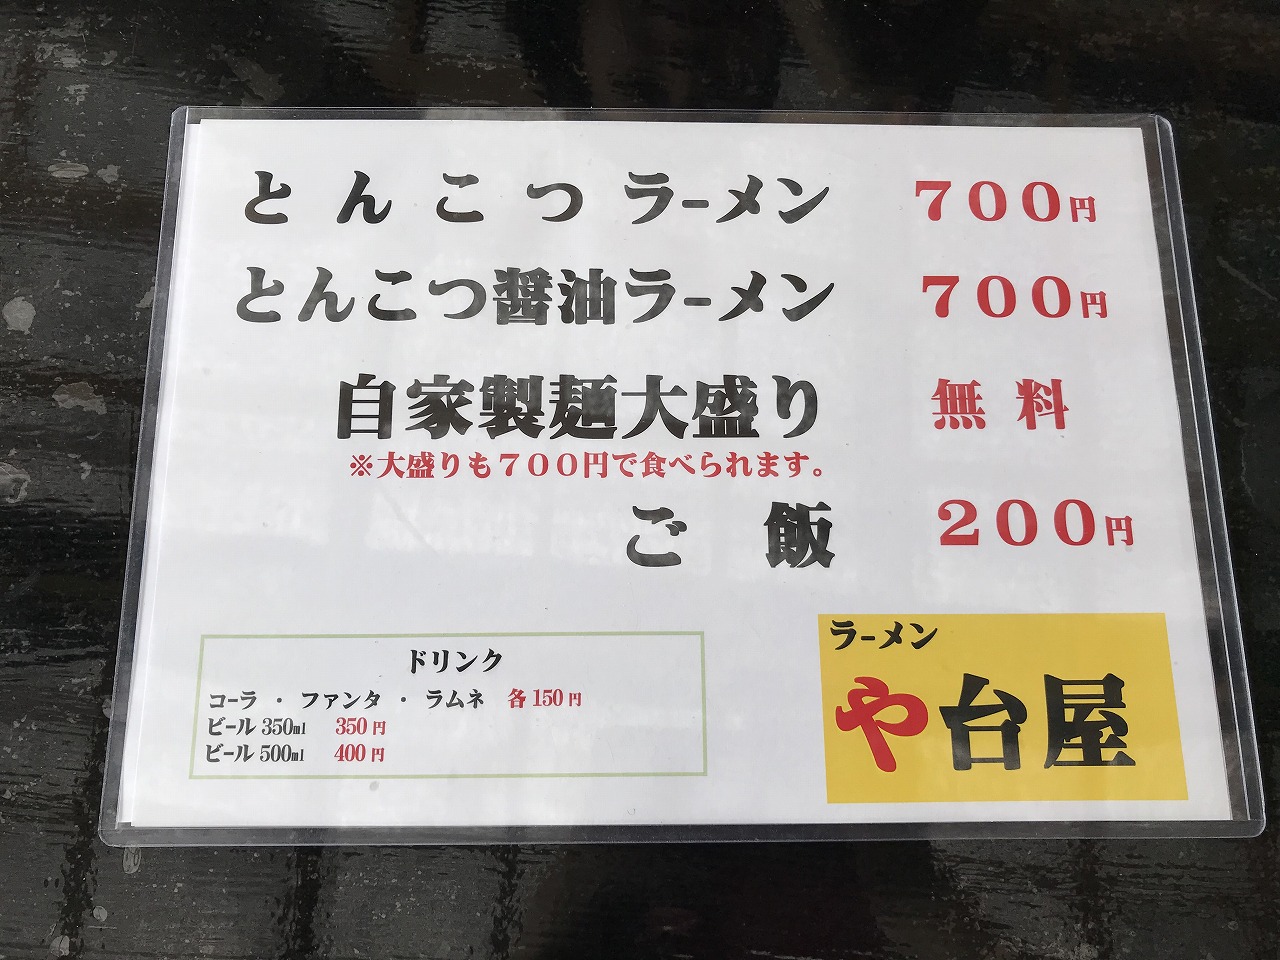 とんこつ ラーメン ７００円
とんこつ醤油ラーメン ７００円
自家製麺大盛り 無料
※大盛りも７００円で食べられます。
ご飯 ２００円
ドリンク
コーラ ・ ファンタ ・ ラムネ 各150円
ビール 350ml 350円
ビール 500ml 400円
ラーメン
や台屋